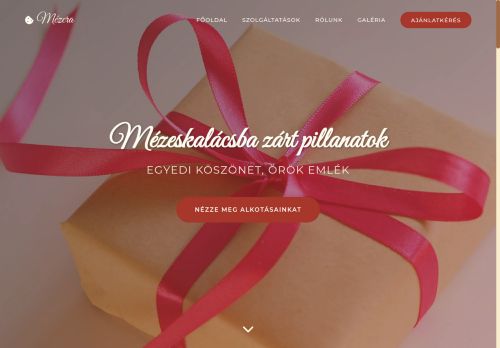 Mézera
FŐOLDAL SZOLGÁLTATÁSOK RÓLUNK GALÉRIA AJÁNLATKÉRÉS
Mézeskalácsba zárt pillanatok
EGYEDI KÖSZÖNET, ÖRÖK EMLÉK
NÉZZE MEG ALKOTÁSAINKAT